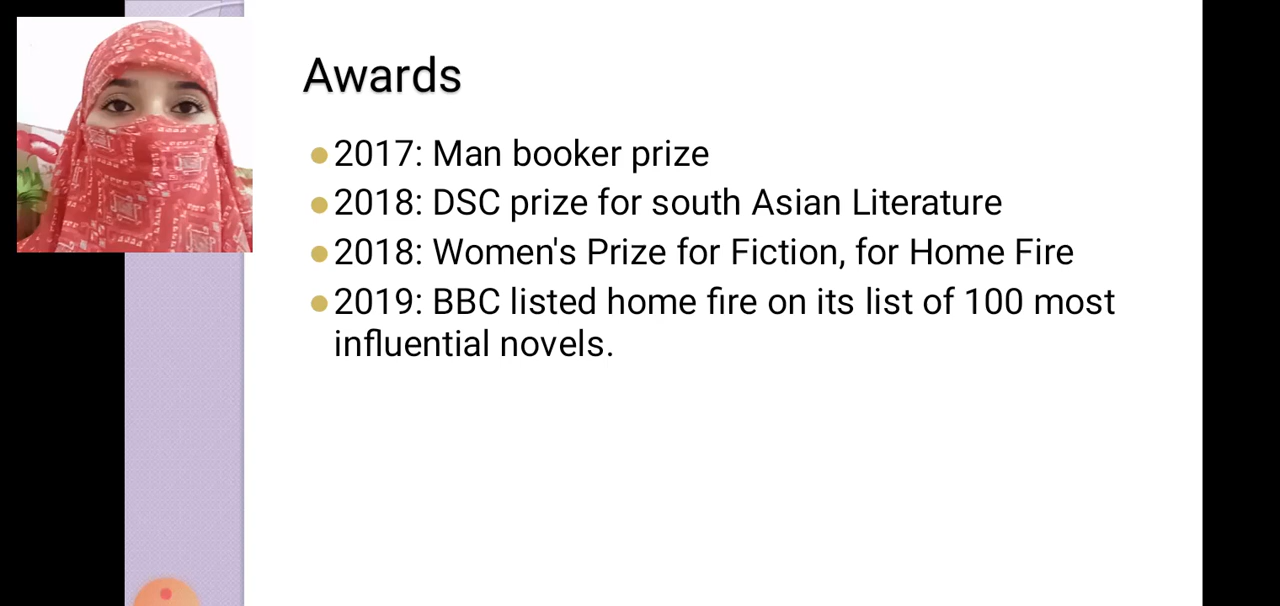 Awards
2017: Man booker prize
2018: DSC prize for south Asian Literature
2018: Women's Prize for Fiction, for Home Fire
2019: BBC listed home fire on its list of 100 most
influential novels.